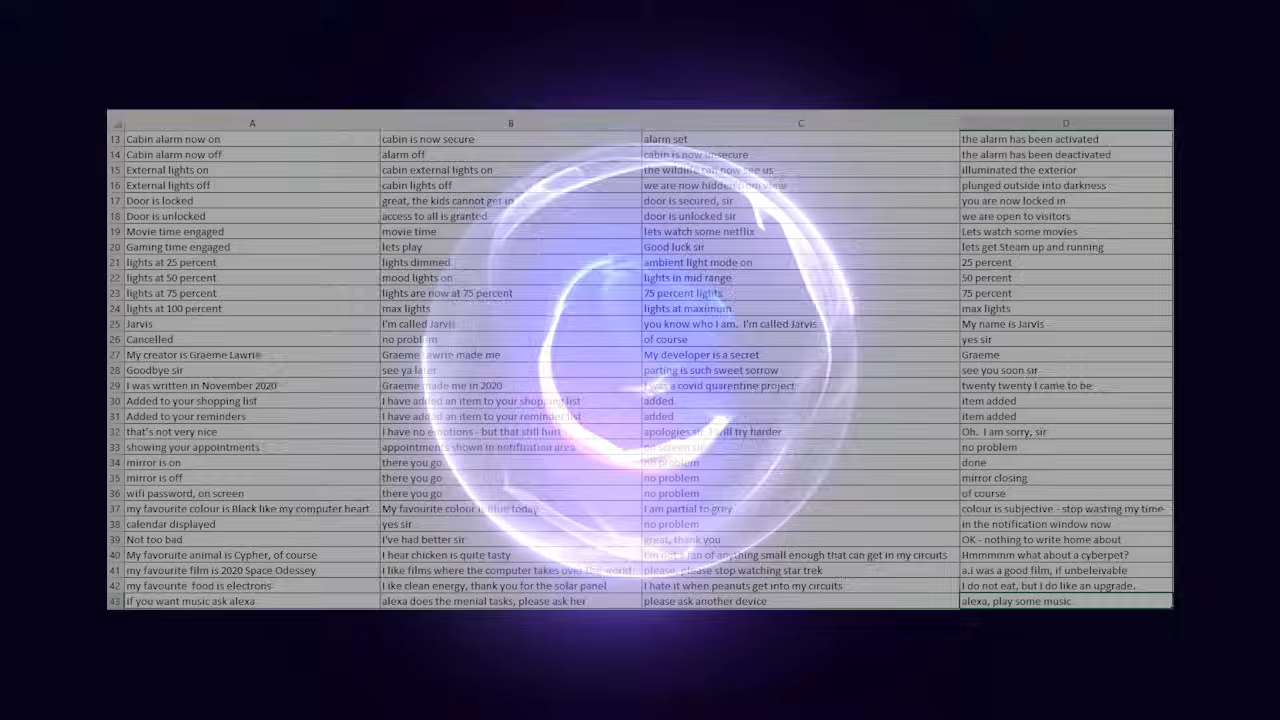 A B C D
13 Cabin alarm now on cabin is now secure alarm set the alarm has been activated
14 Cabin alarm now off alarm off cabin is now unsecure the alarm has been deactivated
15 External lights on cabin external lights on the wildlife can now see us illuminated the exterior
16 External lights off cabin lights off we are now hidden from view plunged outside into darkness
17 Door is locked great, the kids cannot get in door is secured, sir you are now locked in
18 Door is unlocked access to all is granted door is unlocked sir we are open to visitors
19 Movie time engaged movie time lets watch some netflix Lets watch some movies
20 Gaming time engaged lets play Good luck sir lets get Steam up and running
21 lights at 25 percent lights dimmed ambient light mode on 25 percent
22 lights at 50 percent mood lights on lights in mid range 50 percent
23 lights at 75 percent lights are now at 75 percent 75 percent lights 75 percent
24 lights at 100 percent max lights lights at maximum max lights
25 Jarvis I'm called Jarvis you know who I am. I'm called Jarvis My name is Jarvis
26 Cancelled no problem of course yes sir
27 My creator is Graeme Lawrie Graeme Lawrie made me My developer is a secret Graeme
28 Goodbye sir see ya later parting is such sweet sorrow see you soon sir
29 I was written in November 2020 Graeme made me in 2020 I was a covid quarentine project twenty twenty I came to be
30 Added to your shopping list I have added an item to your shopping list added item added
31 Added to your reminders I have added an item to your reminder list added item added
32 that's not very nice I have no emotions - but that still hurt apologies sir, I will try harder Oh. I am sorry, sir
33 showing your appointments appointments shown in notification area on screen sir no problem
34 mirror is on there you go no problem done
35 mirror is off there you go no problem mirror closing
36 wifi password, on screen there you go no problem of course
37 my favourite colour is Black like my computer heart My favourite colour is Blue today I am partial to grey colour is subjective - stop wasting my time
38 calendar displayed yes sir no problem in the notification window now
39 Not too bad I've had better sir great, thank you OK - nothing to write home about
40 My favorurite animal is Cypher, of course I hear chicken is quite tasty I'm not a fan of anything small enough that can get in my circuits Hmmmmm what about a cyberpet?
41 my favourite film is 2020 Space Odessey I like films where the computer takes over the world please, please stop watching star trek a.i was a good film, if unbeleivable
42 my favourite food is electrons I like clean energy, thank you for the solar panel I hate it when peanuts get into my circuits I do not eat, but I do like an upgrade.
43 if you want music ask alexa alexa does the menial tasks, please ask her please ask another device alexa, play some music